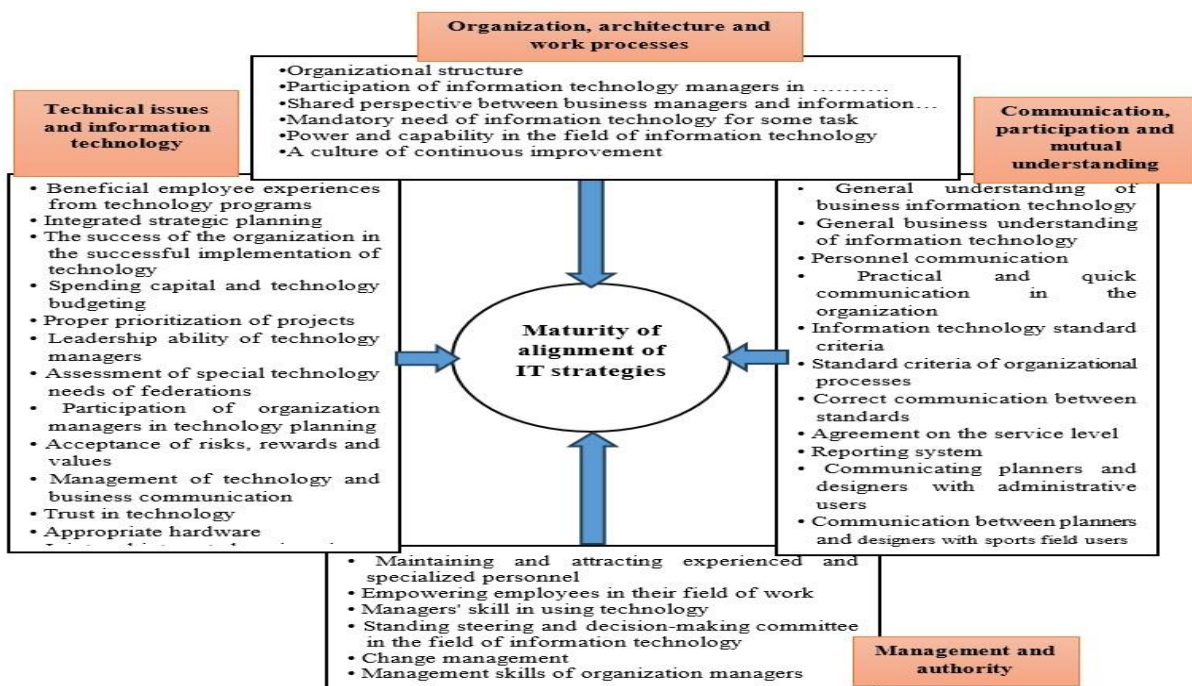 Organization, architecture and
work processes
•Organizational structure
•Participation of information technology managers in ……….
•Shared perspective between business managers and information…
•Mandatory need of information technology for some task
•Power and capability in the field of information technology
•A culture of continuous improvement
Technical issues
and information
technology
• Beneficial employee experiences
from technology programs
• Integrated strategic planning
• The success of the organization in
the successful implementation of
technology
• Spending capital and technology
budgeting
• Proper prioritization of projects
• Leadership ability of technology
managers
• Assessment of special technology
needs of federations
• Participation of organization
managers in technology planning
• Acceptance of risks, rewards and
values
• Management of technology and
business communication
• Trust in technology
• Appropriate hardware
Maturity of
alignment of
IT strategies
Communication,
participation and
mutual
understanding
• General understanding of
business information technology
• General business understanding
of information technology
• Personnel communication
• Practical and quick
communication in the
organization
• Information technology standard
criteria
• Standard criteria of organizational
processes
• Correct communication between
standards
• Agreement on the service level
• Reporting system
• Communicating planners and
designers with administrative
users
• Communication between planners
and designers with sports field users
• Maintaining and attracting experienced and
specialized personnel
• Empowering employees in their field of work
• Managers' skill in using technology
• Standing steering and decision-making committee
in the field of information technology
• Change management
• Management skills of organization managers
Management and
authority